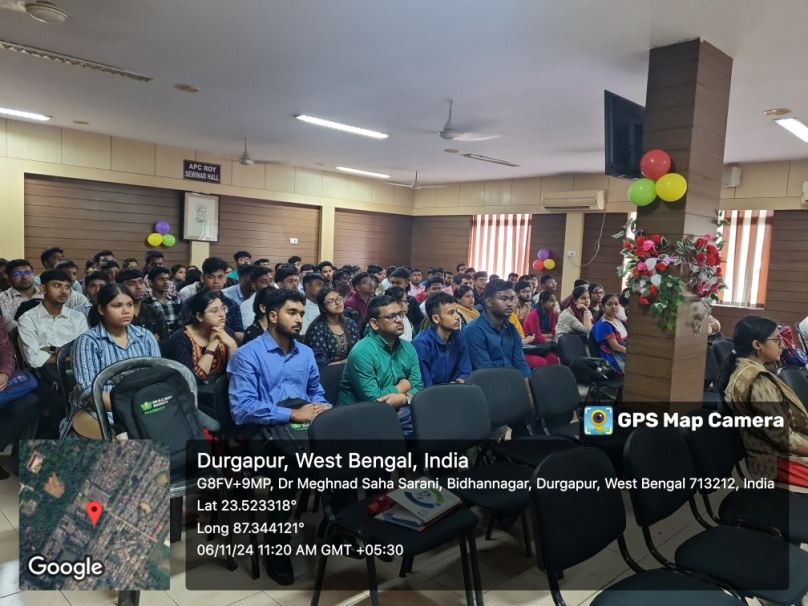 APC ROY
SEMINAR HALL
PHARMACY
GPS Map Camera
Durgapur, West Bengal, India
G8FV+9MP, Dr Meghnad Saha Sarani, Bidhannagar, Durgapur, West Bengal 713212, India
Lat 23.523318°
Long 87.344121°
06/11/24 11:20 AM GMT +05:30
Google